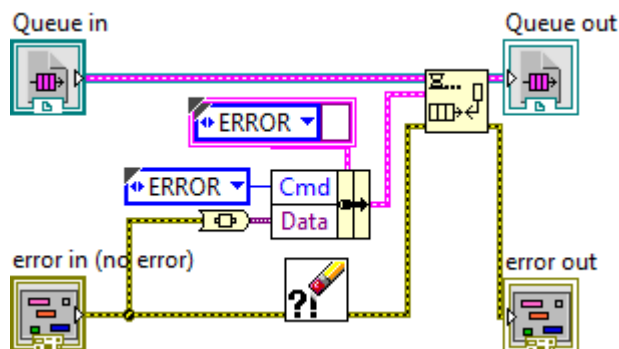 Queue in
Queue out
ERROR
ERROR
Cmd
Data
error in (no error)
?!
error out